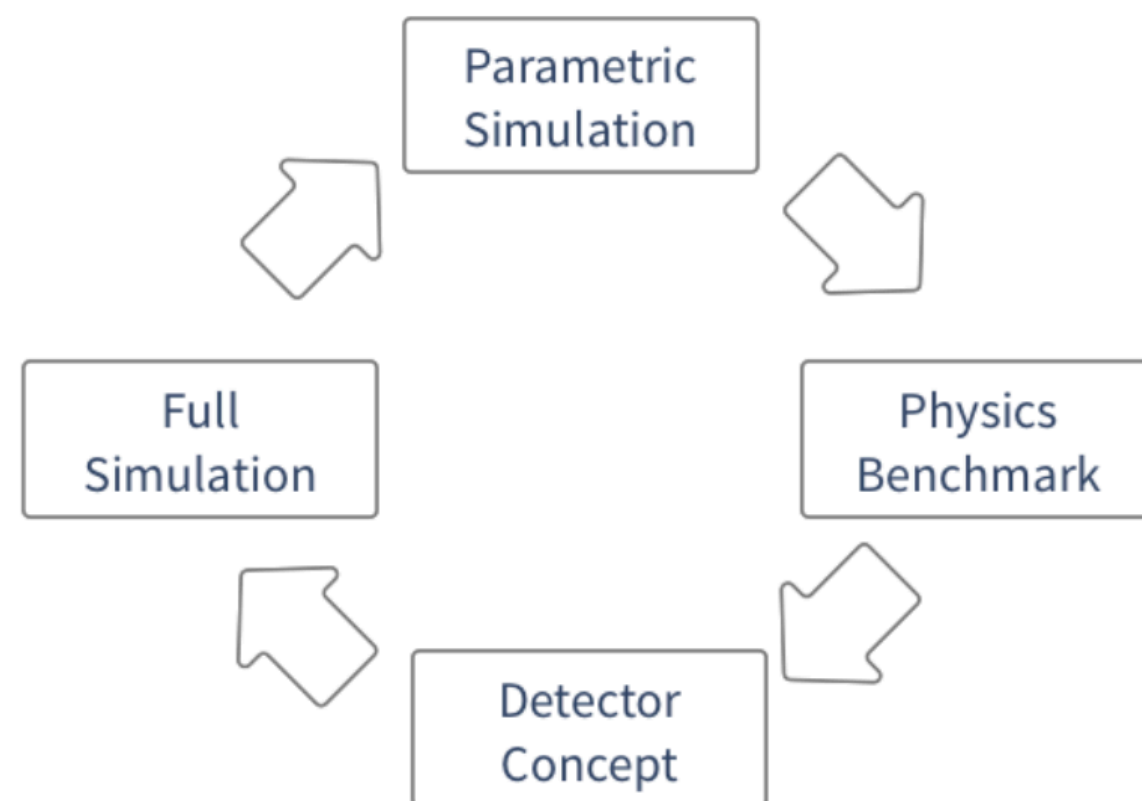 Parametric
Simulation
Full
Simulation
Physics
Benchmark
Detector
Concept